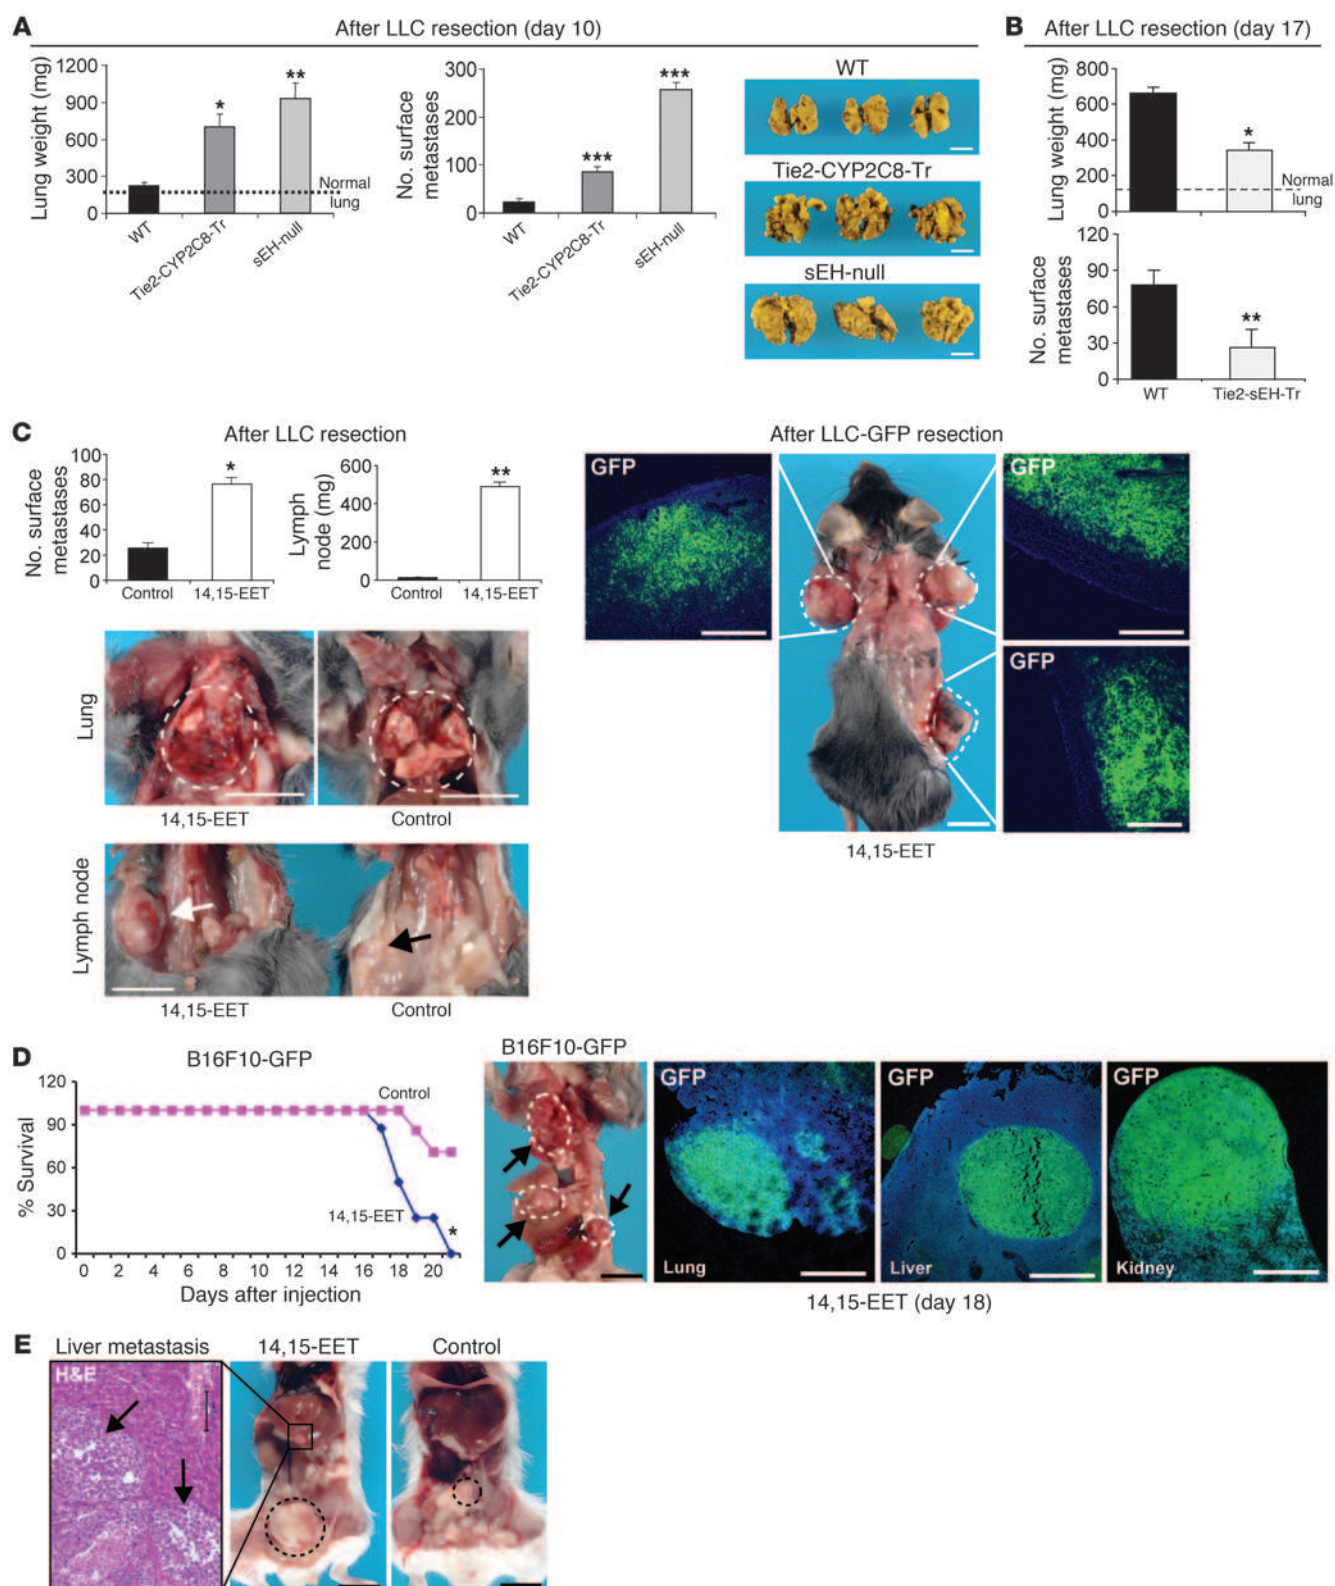 A
After LLC resection (day 10)
Lung weight (mg)
1200
900
600
300
0
*
**
Normal
lung
WT
Tie2-CYP2C8-Tr
sEH-null
No. surface
metastases
300
200
100
0
***
***
WT
Tie2-CYP2C8-Tr
sEH-null
WT
Tie2-CYP2C8-Tr
sEH-null
B
After LLC resection (day 17)
Lung weight (mg)
800
600
400
200
0
*
Normal
lung
No. surface
metastases
120
90
60
30
0
**
WT
Tie2-sEH-Tr
C
After LLC resection
No. surface
metastases
100
80
60
40
20
0
*
Control
14,15-EET
Lymph
node (mg)
600
400
200
0
**
Control
14,15-EET
Lung
14,15-EET
Control
Lymph node
14,15-EET
Control
After LLC-GFP resection
GFP
GFP
GFP
14,15-EET
D
B16F10-GFP
% Survival
120
90
60
30
0
Control
14,15-EET
*
0 2 4 6 8 10 12 14 16 18 20
Days after injection
B16F10-GFP
GFP
Lung
GFP
Liver
GFP
Kidney
14,15-EET (day 18)
E
Liver metastasis
H&E
14,15-EET
Control